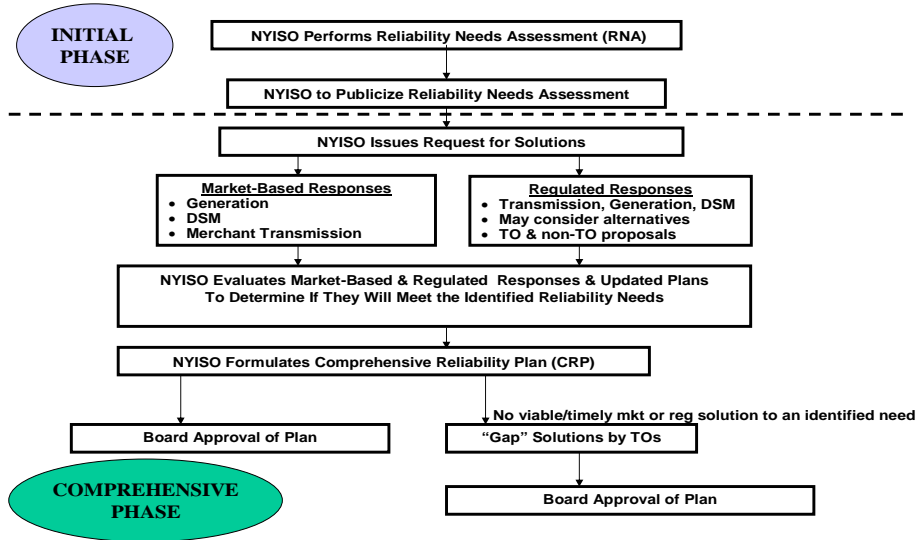 INITIAL
PHASE
NYISO Performs Reliability Needs Assessment (RNA)
NYISO to Publicize Reliability Needs Assessment
NYISO Issues Request for Solutions
Market-Based Responses
• Generation
• DSM
• Merchant Transmission
Regulated Responses
• Transmission, Generation, DSM
• May consider alternatives
• TO & non-TO proposals
NYISO Evaluates Market-Based & Regulated Responses & Updated Plans
To Determine If They Will Meet the Identified Reliability Needs
NYISO Formulates Comprehensive Reliability Plan (CRP)
No viable/timely mkt or reg solution to an identified need
Board Approval of Plan
“Gap” Solutions by TOs
COMPREHENSIVE
PHASE
Board Approval of Plan